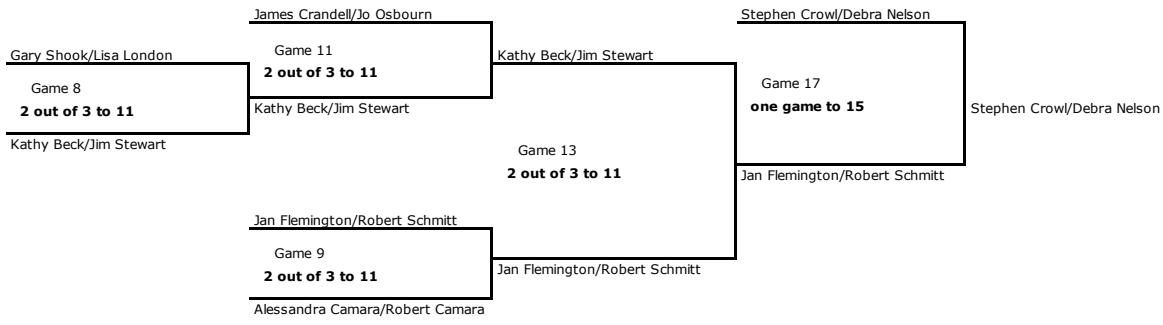 James Crandell/Jo Osbourn
Stephen Crowl/Debra Nelson
Gary Shook/Lisa London
Game 11
2 out of 3 to 11
Kathy Beck/Jim Stewart
Game 8
2 out of 3 to 11
Game 17
one game to 15
Kathy Beck/Jim Stewart
Stephen Crowl/Debra Nelson
Kathy Beck/Jim Stewart
Game 13
2 out of 3 to 11
Jan Flemington/Robert Schmitt
Jan Flemington/Robert Schmitt
Game 9
2 out of 3 to 11
Jan Flemington/Robert Schmitt
Alessandra Camara/Robert Camara